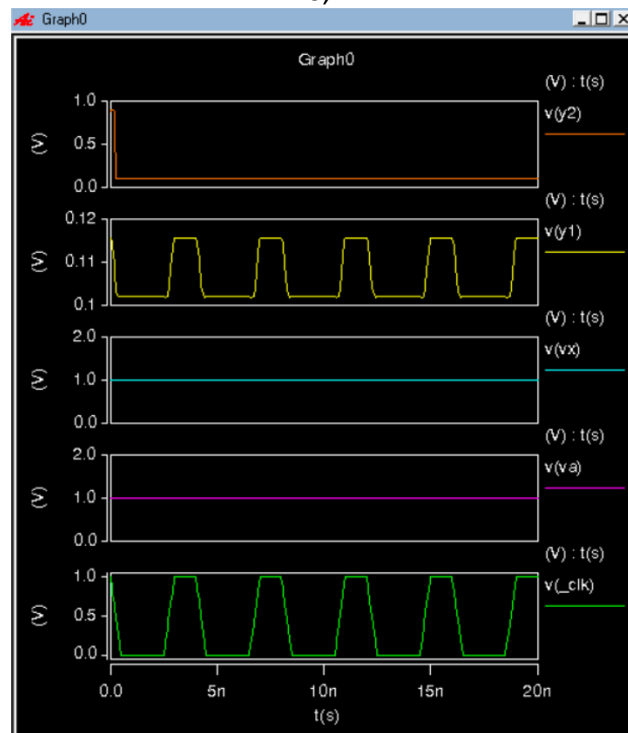 Graph0
Graph0
(V) : t(s)
v(y2)
(V)
1.0
0.5
0.0
(V) : t(s)
v(y1)
(V)
0.12
0.11
0.1
(V) : t(s)
v(vx)
(V)
2.0
1.0
0.0
(V) : t(s)
v(va)
(V)
2.0
1.0
0.0
(V) : t(s)
v(_clk)
(V)
1.0
0.5
0.0
0.0 5n 10n 15n 20n
t(s)